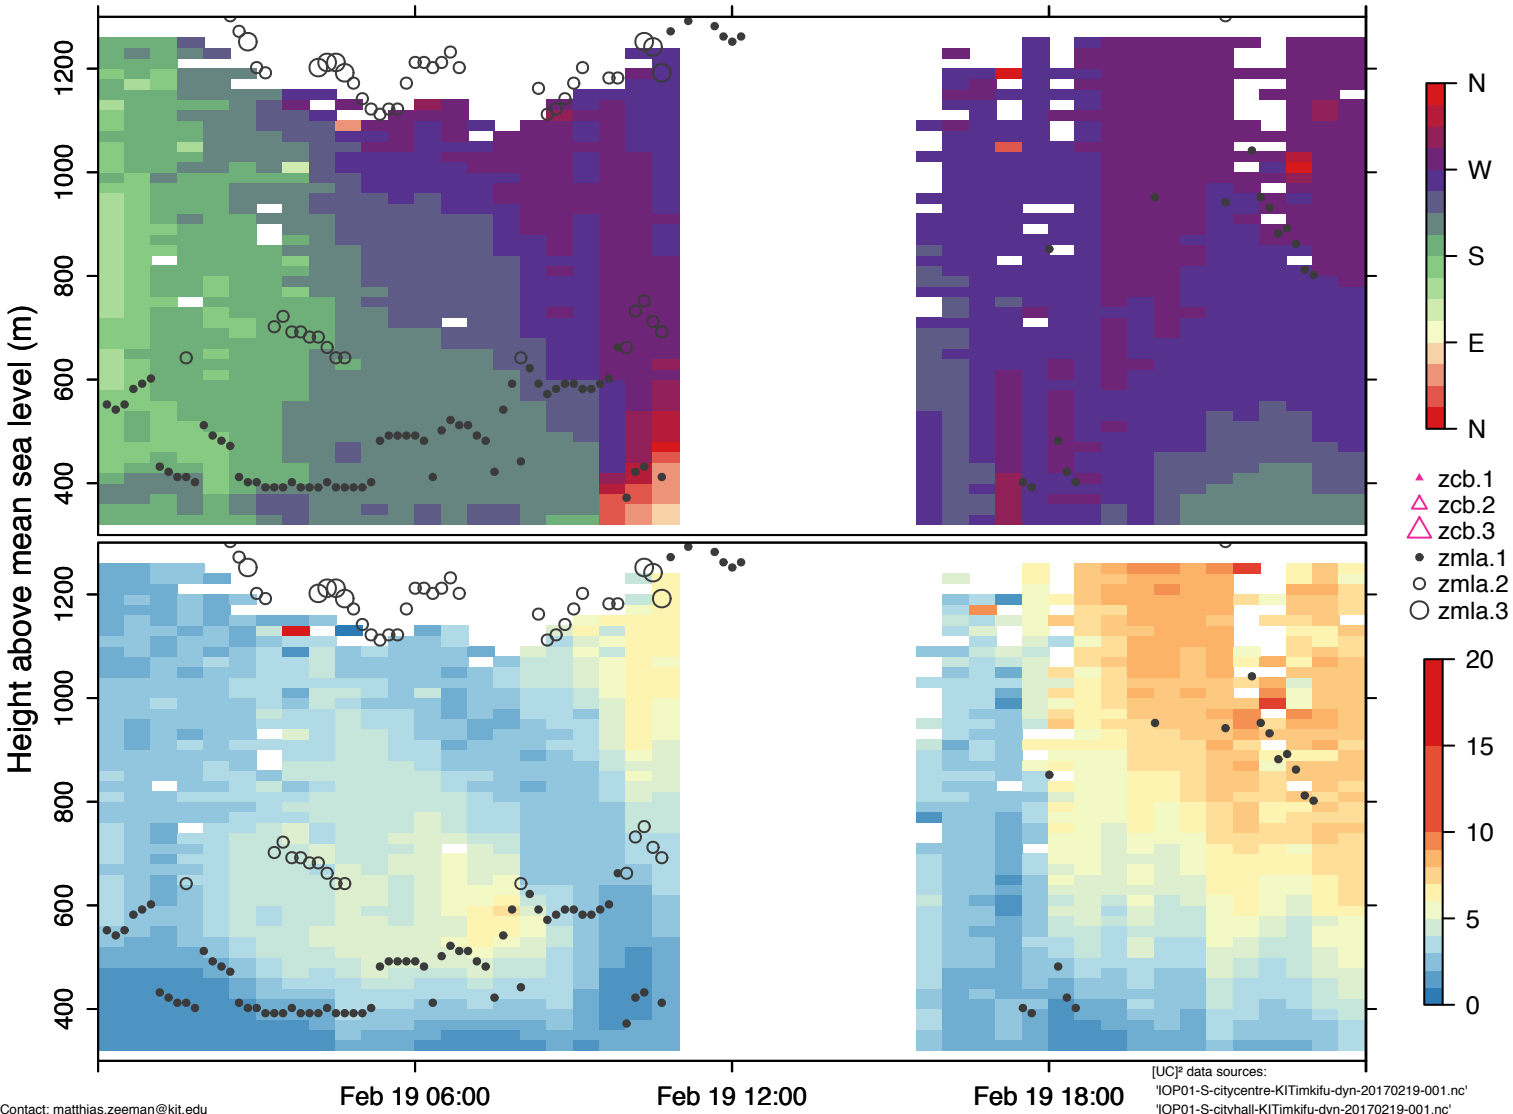 Height above mean sea level (m)
1200
1000
800
600
400
1200
1000
800
600
400
N
W
S
E
N
zcb.1
zcb.2
zcb.3
zmla.1
zmla.2
zmla.3
20
15
10
5
0
Feb 19 06:00
Feb 19 12:00
Feb 19 18:00
[UC]² data sources:
'IOP01-S-citycentre-KITimkifu-dyn-20170219-001.nc'
'IOP01-S-cityhall-KITimkifu-dyn-20170219-001.nc'
Contact: matthias.zeeman@kit.edu